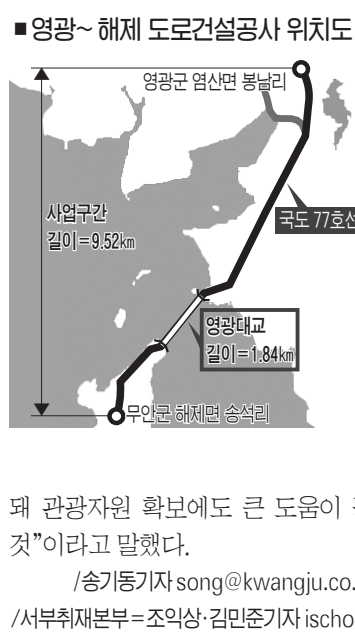 ■ 영광~ 해제 도로건설공사 위치도
영광군 염산면 봉남리
사업구간
길이=9.52㎞
국도 77호선
영광대교
길이=1.84㎞
무안군 해제면 송석리
돼 관광자원 확보에도 큰 도움이
것”이라고 말했다.
/송기동기자 song@kwangju.co.
/서부취재본부=조익상·김민준기자 ischo